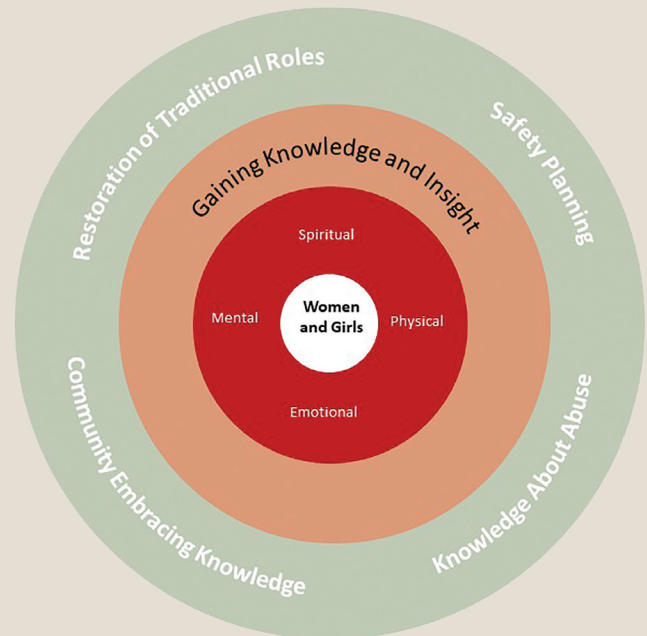 Restoration of Traditional Roles
Safety Planning
Gaining Knowledge and Insight
Spiritual
Mental
Women
and Girls
Physical
Emotional
Community Embracing Knowledge
Knowledge About Abuse